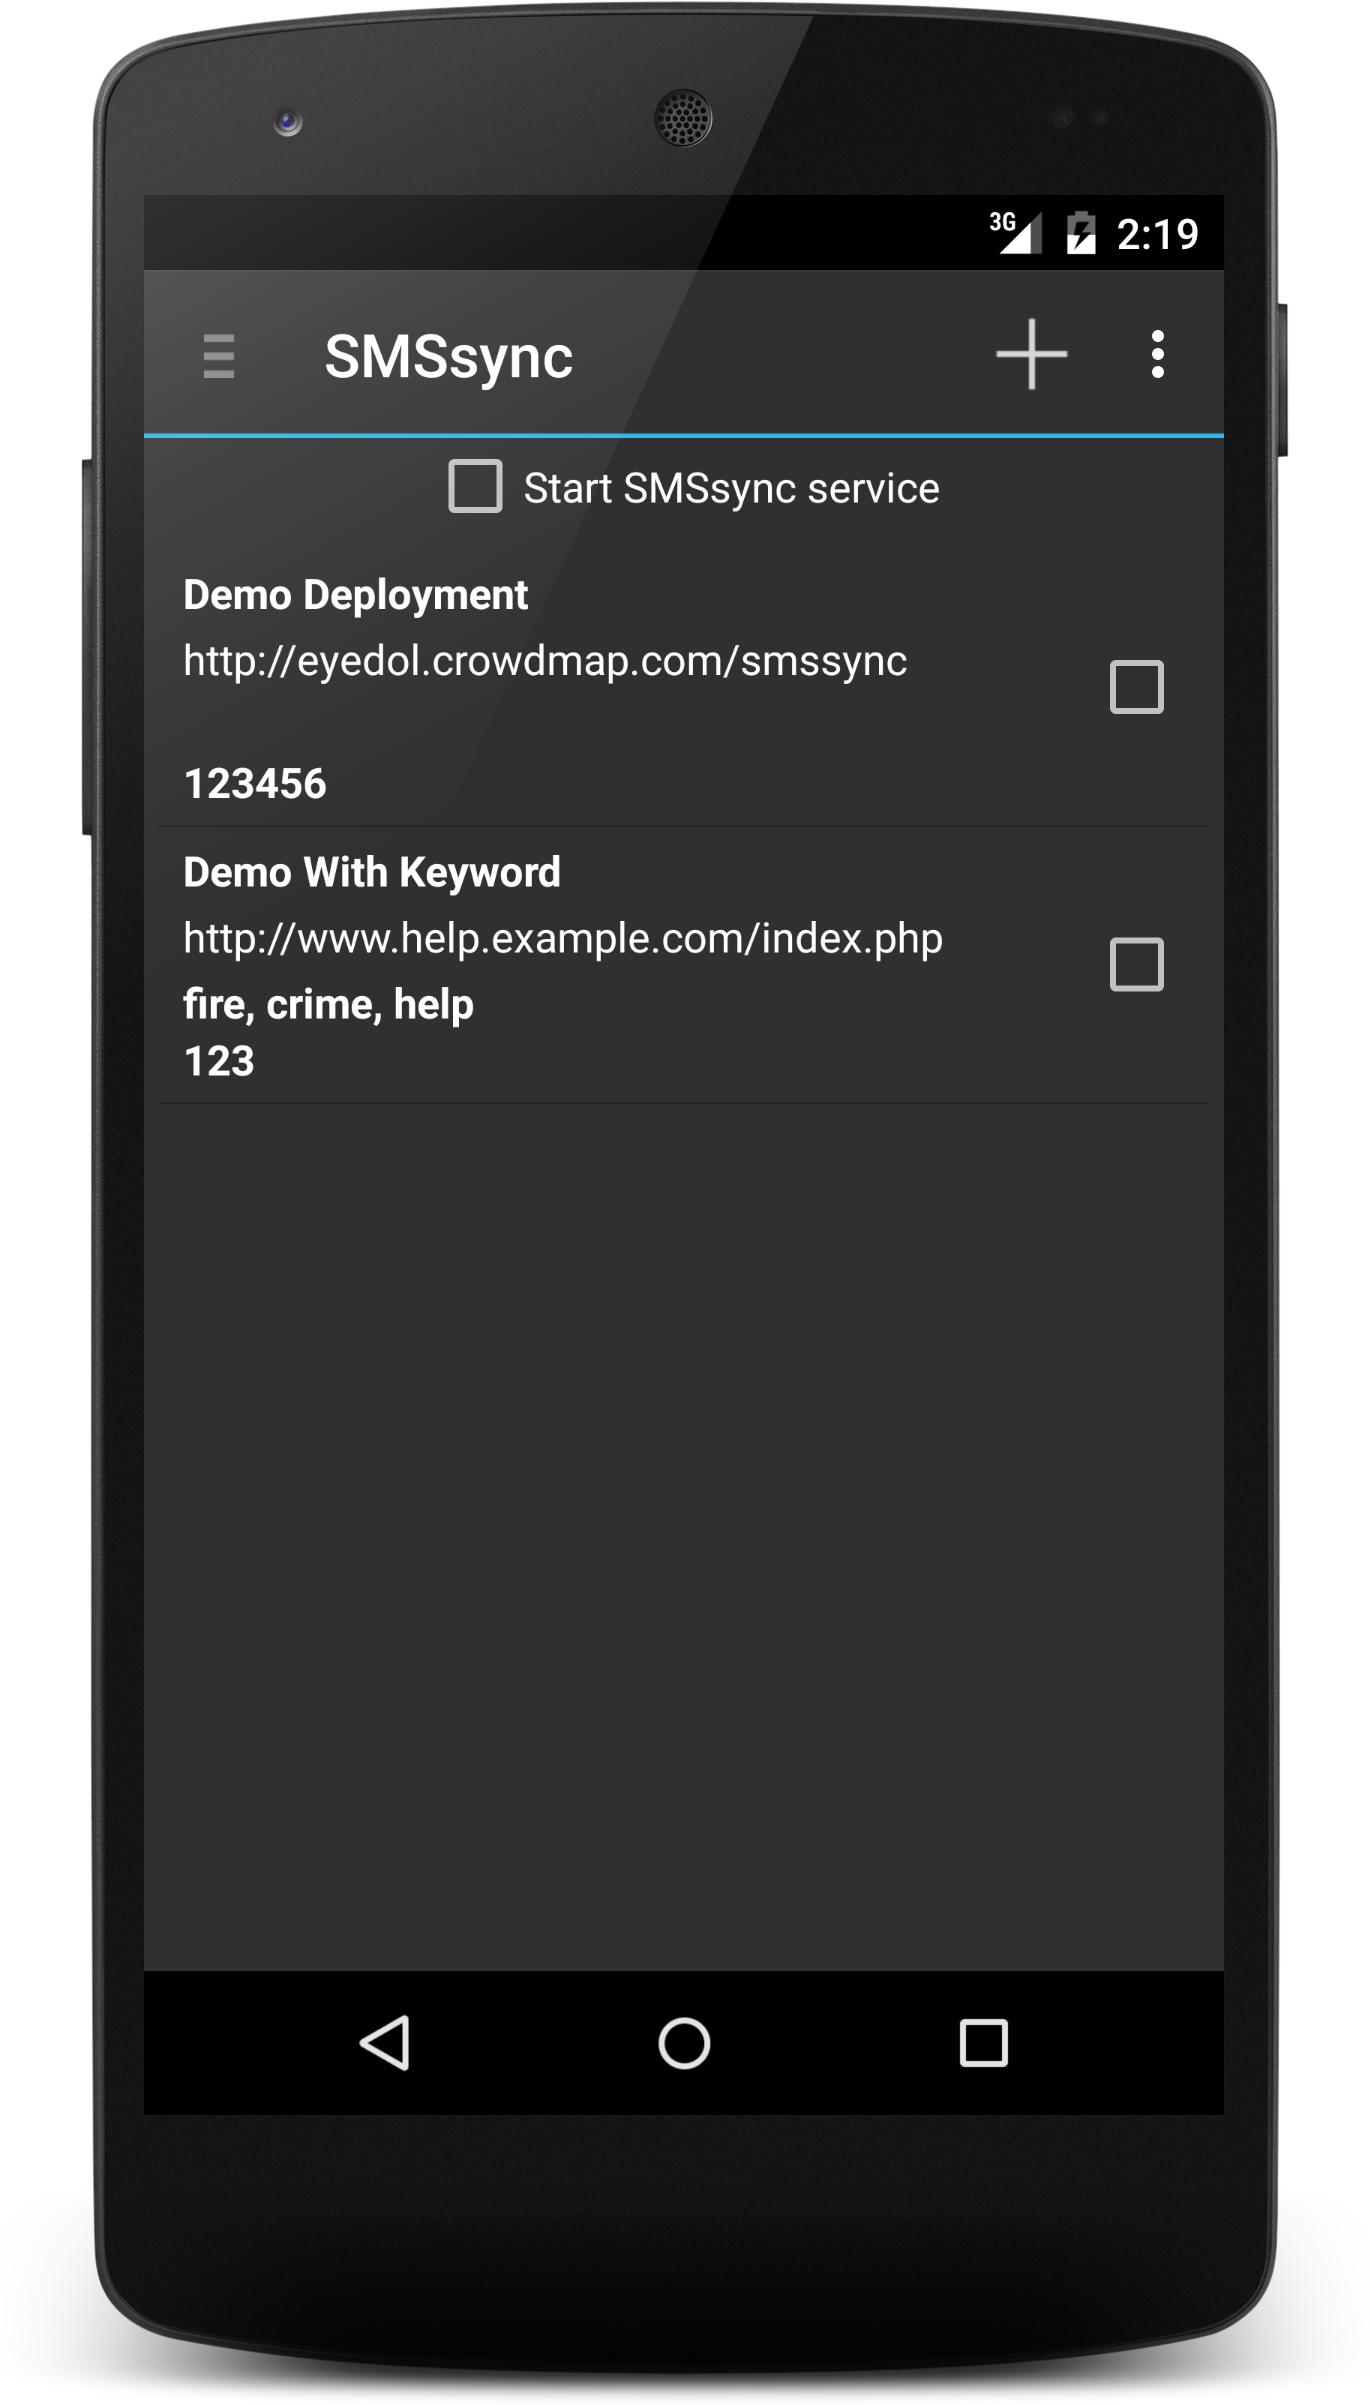 3G 2:19
SMSsync
Start SMSsync service
Demo Deployment
http://eyedol.crowdmap.com/smssync
123456
Demo With Keyword
http://www.help.example.com/index.php
fire, crime, help
123